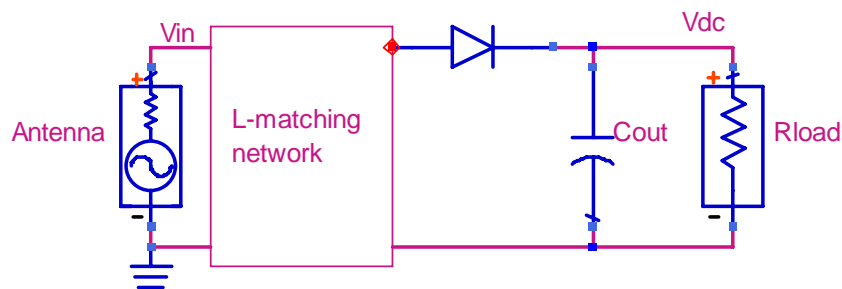 Vin
Vdc
+
+
Antenna
L-matching
network
Cout
Rload
-
-